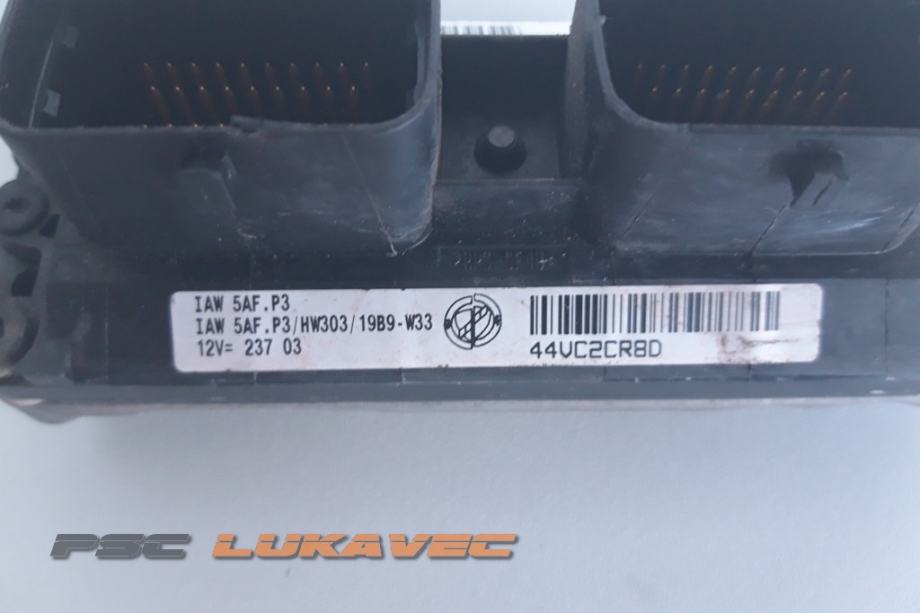 IAW 5AF.P3
IAW 5AF.P3/HW303/19B9-W33
12V= 237 03
44VC2CR8D
PSC LUKAVEC